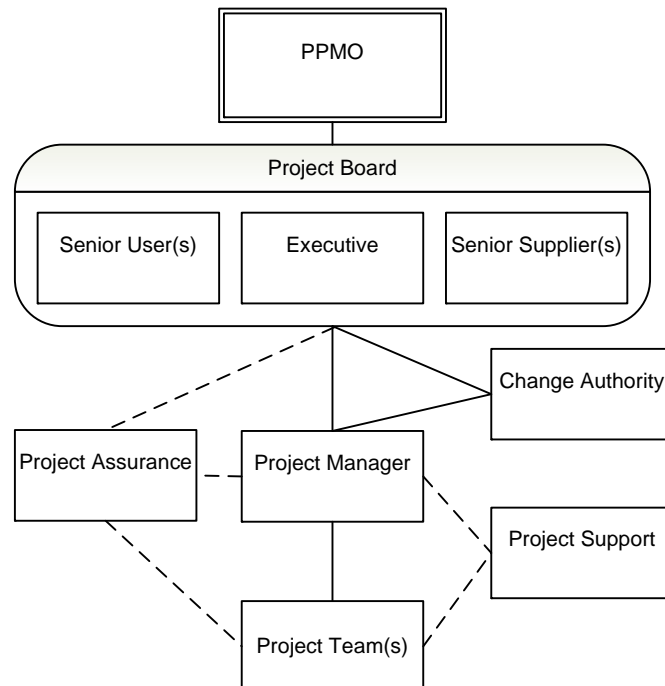 PPMO
Project Board
Senior User(s)
Executive
Senior Supplier(s)
Change Authority
Project Assurance
Project Manager
Project Support
Project Team(s)